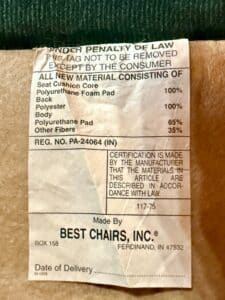 UNDER PENALTY OF LAW
THIS TAG NOT TO BE REMOVED
EXCEPT BY THE CONSUMER
ALL NEW MATERIAL CONSISTING OF
Seat Cushion Core
Polyurethane Foam Pad 100%
Back
Polyester 100%
Body
Polyurethane Pad 65%
Other Fibers 35%
REG. NO. PA-24064 (IN)
CERTIFICATION IS MADE
BY THE MANUFACTURER
THAT THE MATERIALS IN
THIS ARTICLE ARE
DESCRIBED IN ACCOR-
DANCE WITH LAW.
117-75
Made By
BEST CHAIRS, INC.®
BOX 158 FERDINAND, IN 47532
Date of Delivery